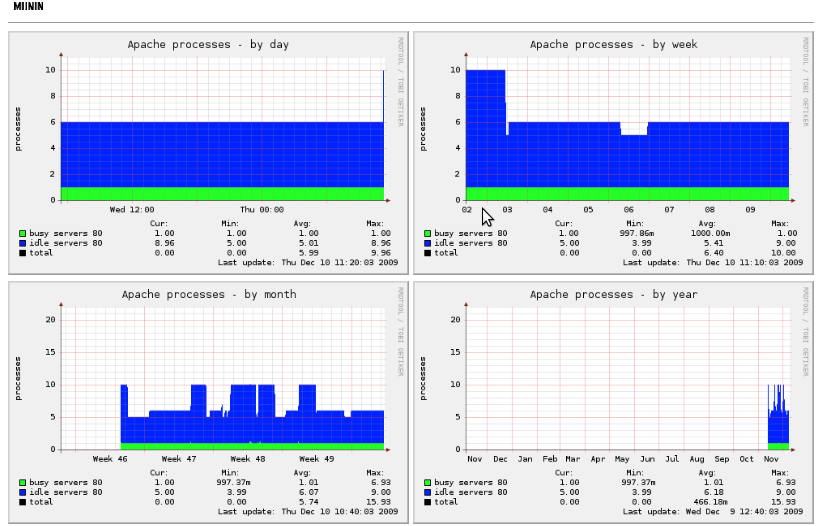 MUNIN
Apache processes - by day
RRDTOOL / TOBI OETIKER
processes
10
8
6
4
2
0
Wed 12:00 Thu 00:00
Cur: Min: Avg: Max:
busy servers 80 1.00 1.00 1.00 1.00
idle servers 80 8.96 5.00 5.01 8.96
total 0.00 0.00 5.99 9.96
Last update: Thu Dec 10 11:20:03 2009
Apache processes - by week
RRDTOOL / TOBI OETIKER
processes
10
8
6
4
2
0
02 03 04 05 06 07 08 09
Cur: Min: Avg: Max:
busy servers 80 1.00 997.86m 1000.00m 1.00
idle servers 80 5.00 3.99 5.41 9.00
total 0.00 0.00 6.40 10.00
Last update: Thu Dec 10 11:10:03 2009
Apache processes - by month
RRDTOOL / TOBI OETIKER
processes
20
15
10
5
0
Week 46 Week 47 Week 48 Week 49
Cur: Min: Avg: Max:
busy servers 80 1.00 997.37m 1.01 6.93
idle servers 80 5.00 3.99 6.07 9.00
total 0.00 0.00 5.74 15.93
Last update: Thu Dec 10 10:40:03 2009
Apache processes - by year
RRDTOOL / TOBI OETIKER
processes
20
15
10
5
0
Nov Dec Jan Feb Mar Apr May Jun Jul Aug Sep Oct Nov
Cur: Min: Avg: Max:
busy servers 80 1.00 997.37m 1.01 6.93
idle servers 80 5.00 3.99 6.18 9.00
total 0.00 0.00 466.18m 15.93
Last update: Wed Dec 9 12:40:03 2009